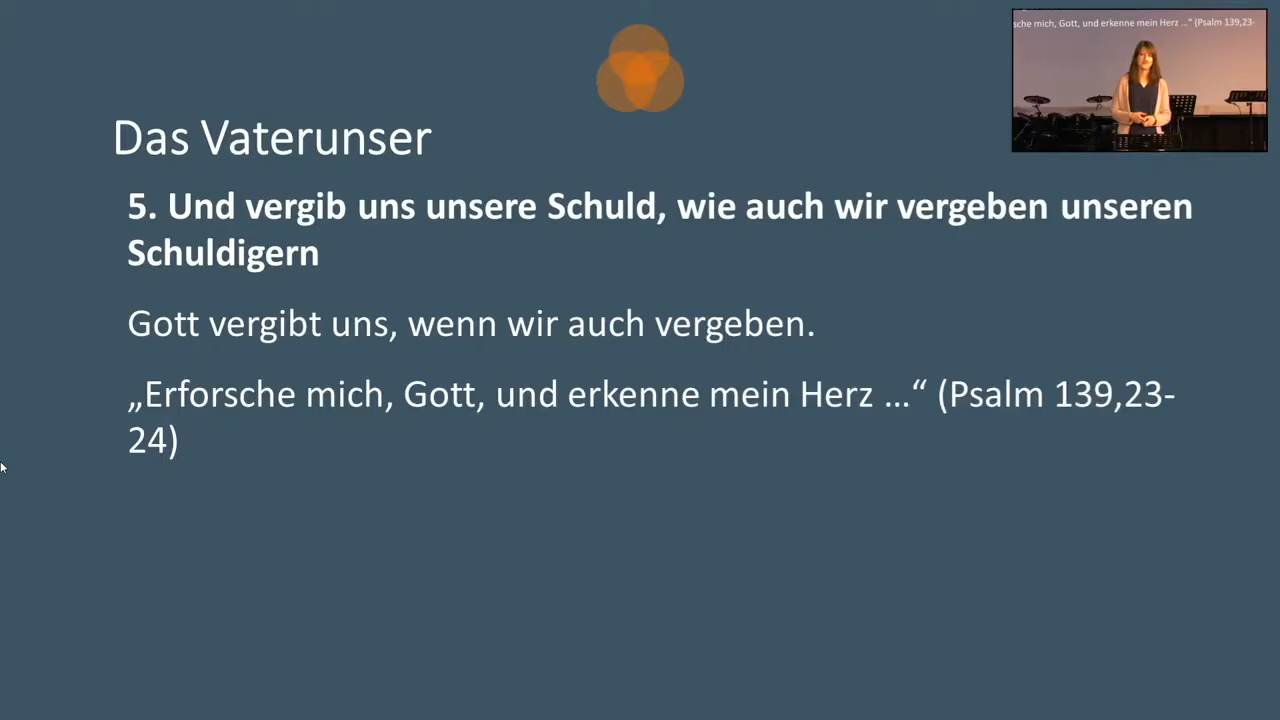 sche mich, Gott, und erkenne mein Herz ...“ (Psalm 139,23-
Das Vaterunser
5. Und vergib uns unsere Schuld, wie auch wir vergeben unseren
Schuldigern
Gott vergibt uns, wenn wir auch vergeben.
„Erforsche mich, Gott, und erkenne mein Herz ...“ (Psalm 139,23-
24)